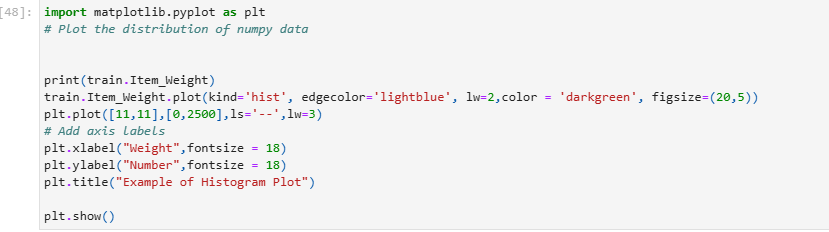 [48]: import matplotlib.pyplot as plt
# Plot the distribution of numpy data
print(train.Item_Weight)
train.Item_Weight.plot(kind='hist', edgecolor='lightblue', lw=2,color = 'darkgreen', figsize=(20,5))
plt.plot([11,11],[0,2500],ls='--',lw=3)
# Add axis labels
plt.xlabel("Weight",fontsize = 18)
plt.ylabel("Number",fontsize = 18)
plt.title("Example of Histogram Plot")
plt.show()